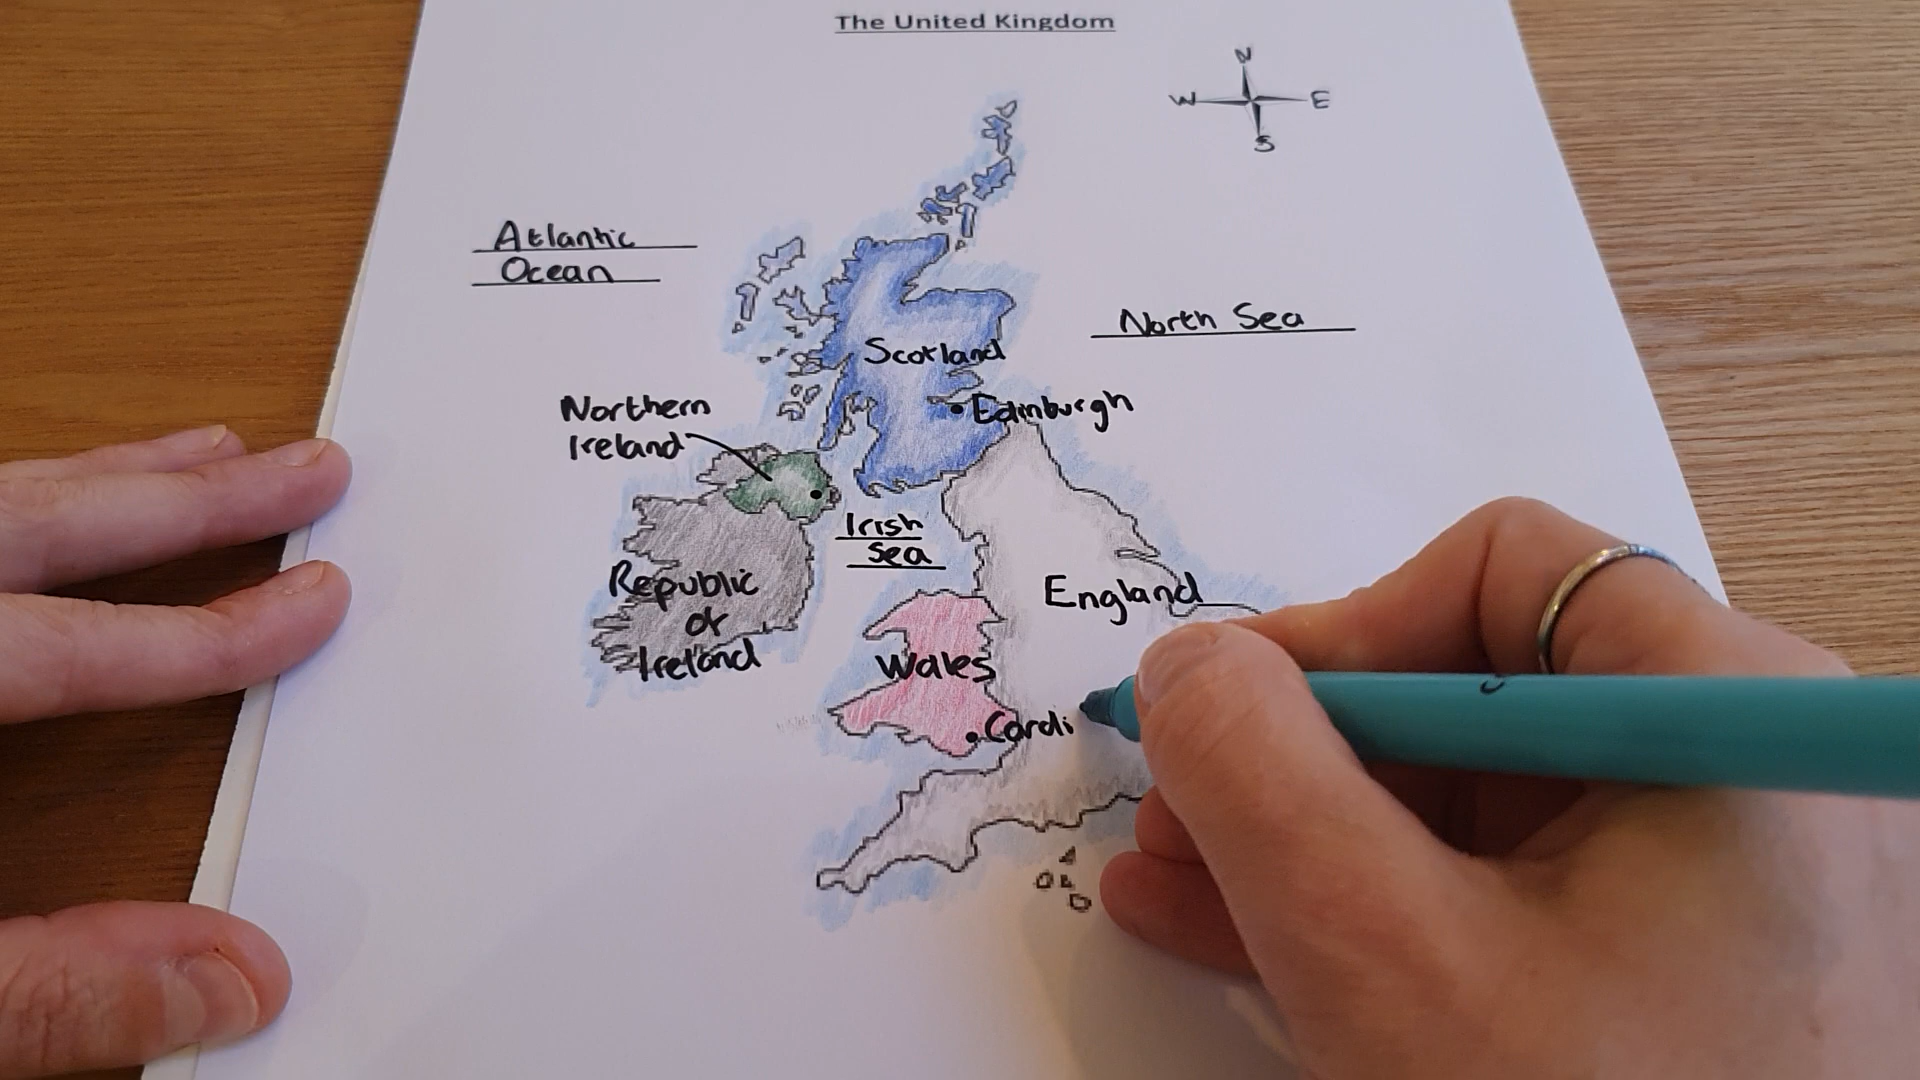 The United Kingdom
N
W E
S
Atlantic
Ocean
North Sea
Scotland
Edinburgh
Northern
Ireland
Irish
Sea
Republic
of
Ireland
England
Wales
Cardi